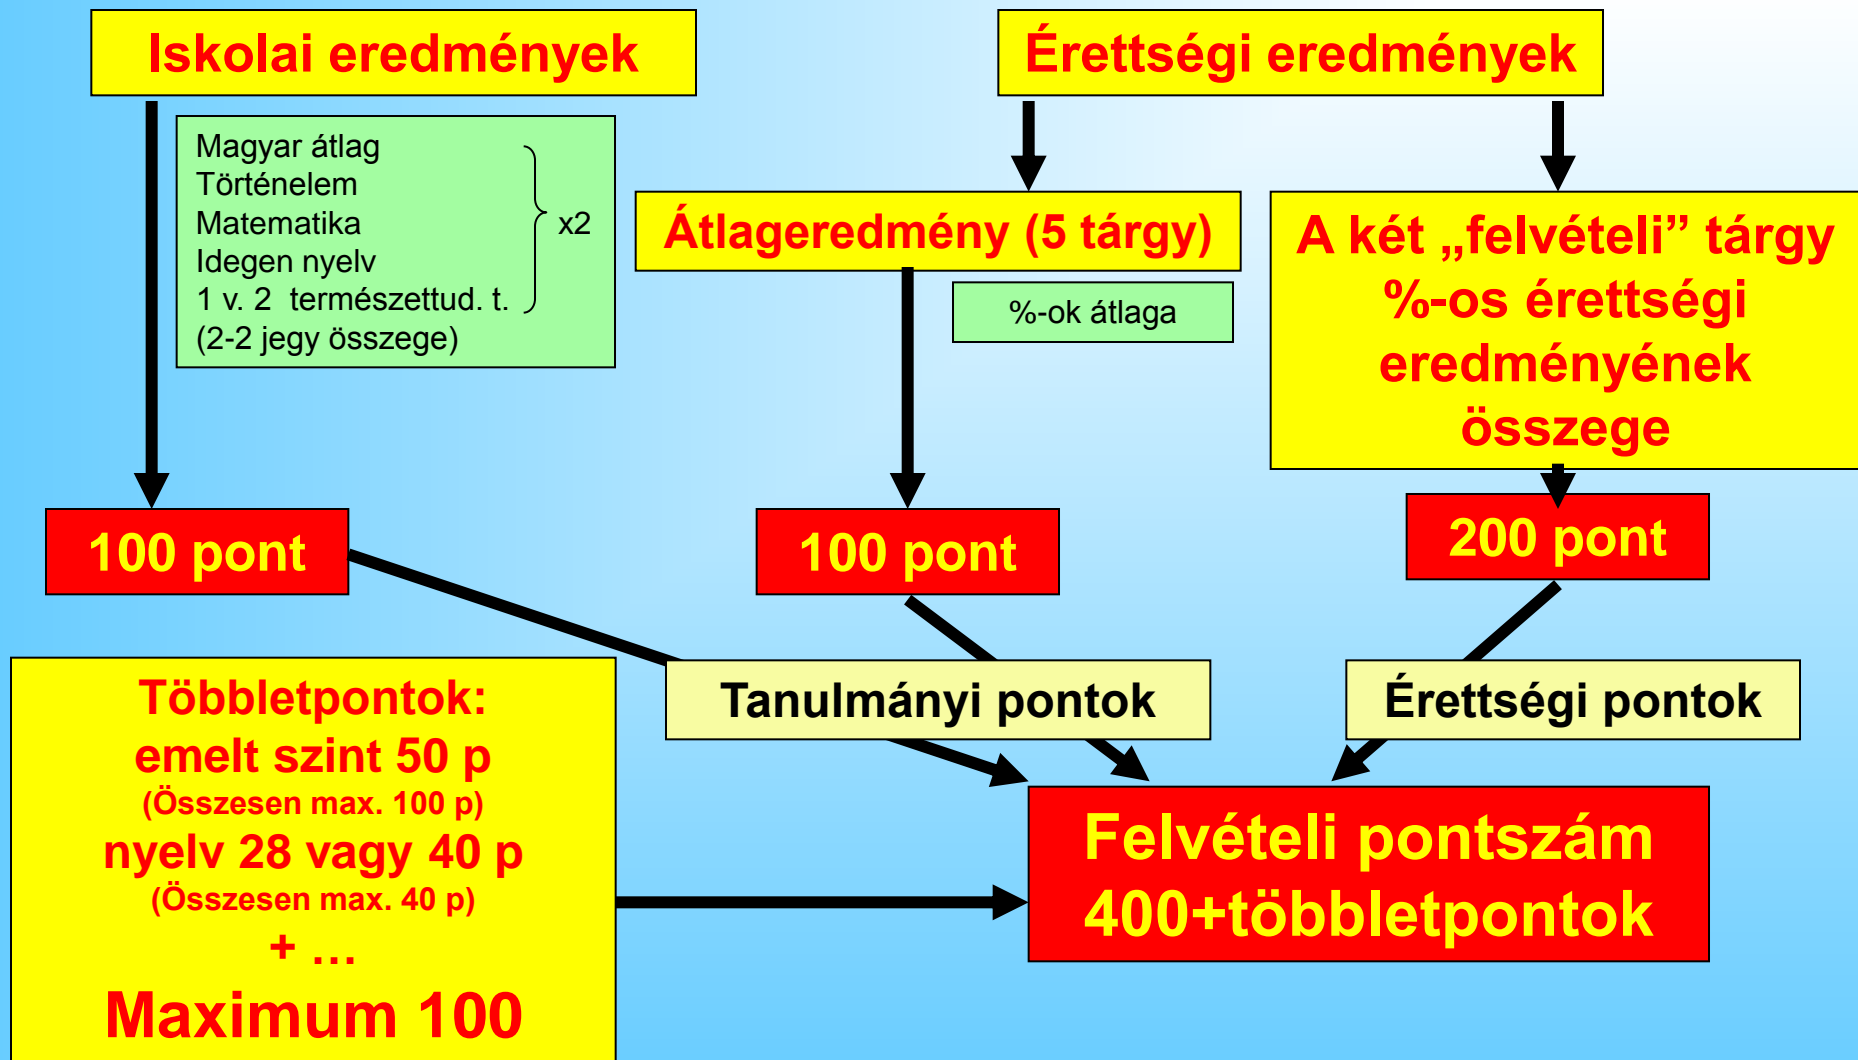 Iskolai eredmények
Érettségi eredmények
Magyar átlag
Történelem
Matematika
Idegen nyelv
1 v. 2 természettud. t.
(2-2 jegy összege)
x2
Átlageredmény (5 tárgy)
%-ok átlaga
A két „felvételi” tárgy
%-os érettségi
eredményének
összege
100 pont
100 pont
200 pont
Tanulmányi pontok
Érettségi pontok
Többletpontok:
emelt szint 50 p
(Összesen max. 100 p)
nyelv 28 vagy 40 p
(Összesen max. 40 p)
+ …
Maximum 100
Felvételi pontszám
400+többletpontok